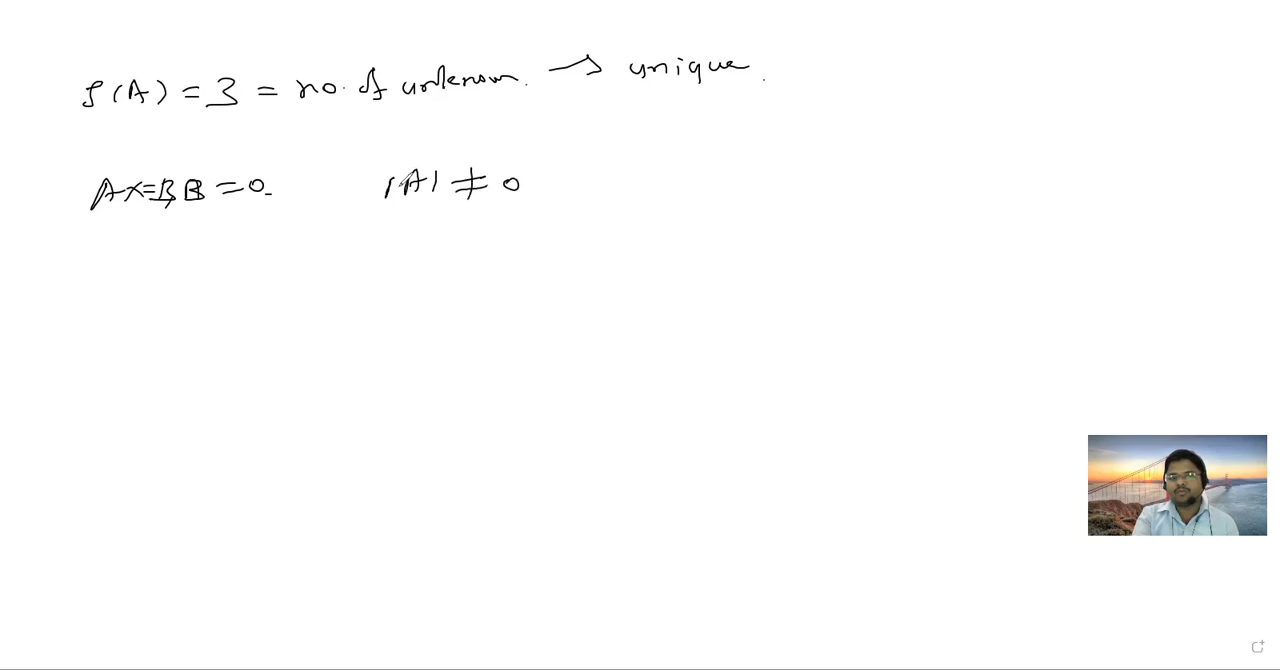 ρ(A) = 3 = no. of unknown. → unique.
AX=B, B = 0. |A| ≠ 0